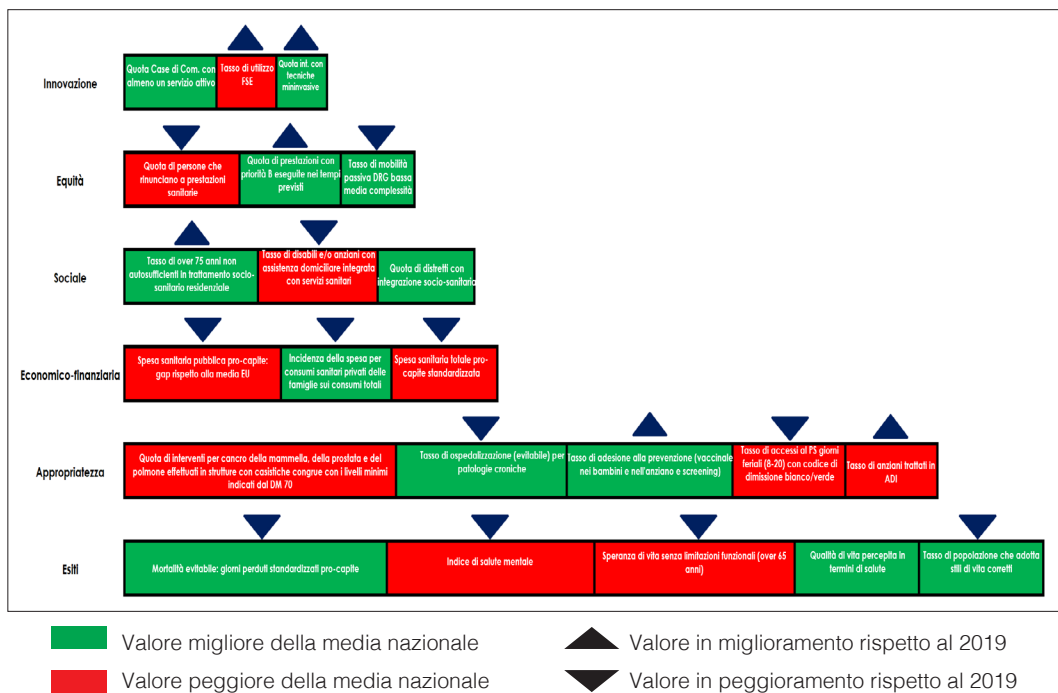 Innovazione
Quota Case di Com. con
almeno un servizio attivo
Tasso di utilizzo
FSE
Quota int. con
tecniche
mininvasive
Equità
Quota di persone che
rinunciano a prestazioni
sanitarie
Quota di prestazioni con
priorità B eseguite nei tempi
previsti
Tasso di mobilità
passiva DRG bassa
media complessità
Sociale
Tasso di over 75 anni non
autosufficienti in trattamento socio-
sanitario residenziale
Tasso di disabili e/o anziani con
assistenza domiciliare integrata
con servizi sanitari
Quota di distretti con
integrazione socio-sanitaria
Economico-finanziaria
Spesa sanitaria pubblica pro-capite:
gap rispetto alla media EU
Incidenza della spesa per
consumi sanitari privati delle
famiglie sui consumi totali
Spesa sanitaria totale pro-
capite standardizzata
Appropriatezza
Quota di interventi per cancro della mammella, della prostata e del
polmone effettuati in strutture con casistiche congrue con i livelli minimi
indicati dal DM 70
Tasso di ospedalizzazione (evitabile) per
patologie croniche
Tasso di adesione alla prevenzione (vaccinale
nei bambini e nell'anziano e screening)
Tasso di accessi al PS giorni
feriali (8-20) con codice di
dimissione bianco/verde
Tasso di anziani trattati in
ADI
Esiti
Mortalità evitabile: giorni perduti standardizzati pro-capite
Indice di salute mentale
Speranza di vita senza limitazioni funzionali (over 65
anni)
Qualità di vita percepita in
termini di salute
Tasso di popolazione che adotta
stili di vita corretti
Valore migliore della media nazionale
Valore in miglioramento rispetto al 2019
Valore peggiore della media nazionale
Valore in peggioramento rispetto al 2019